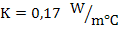 K = 0,17 W/m°C